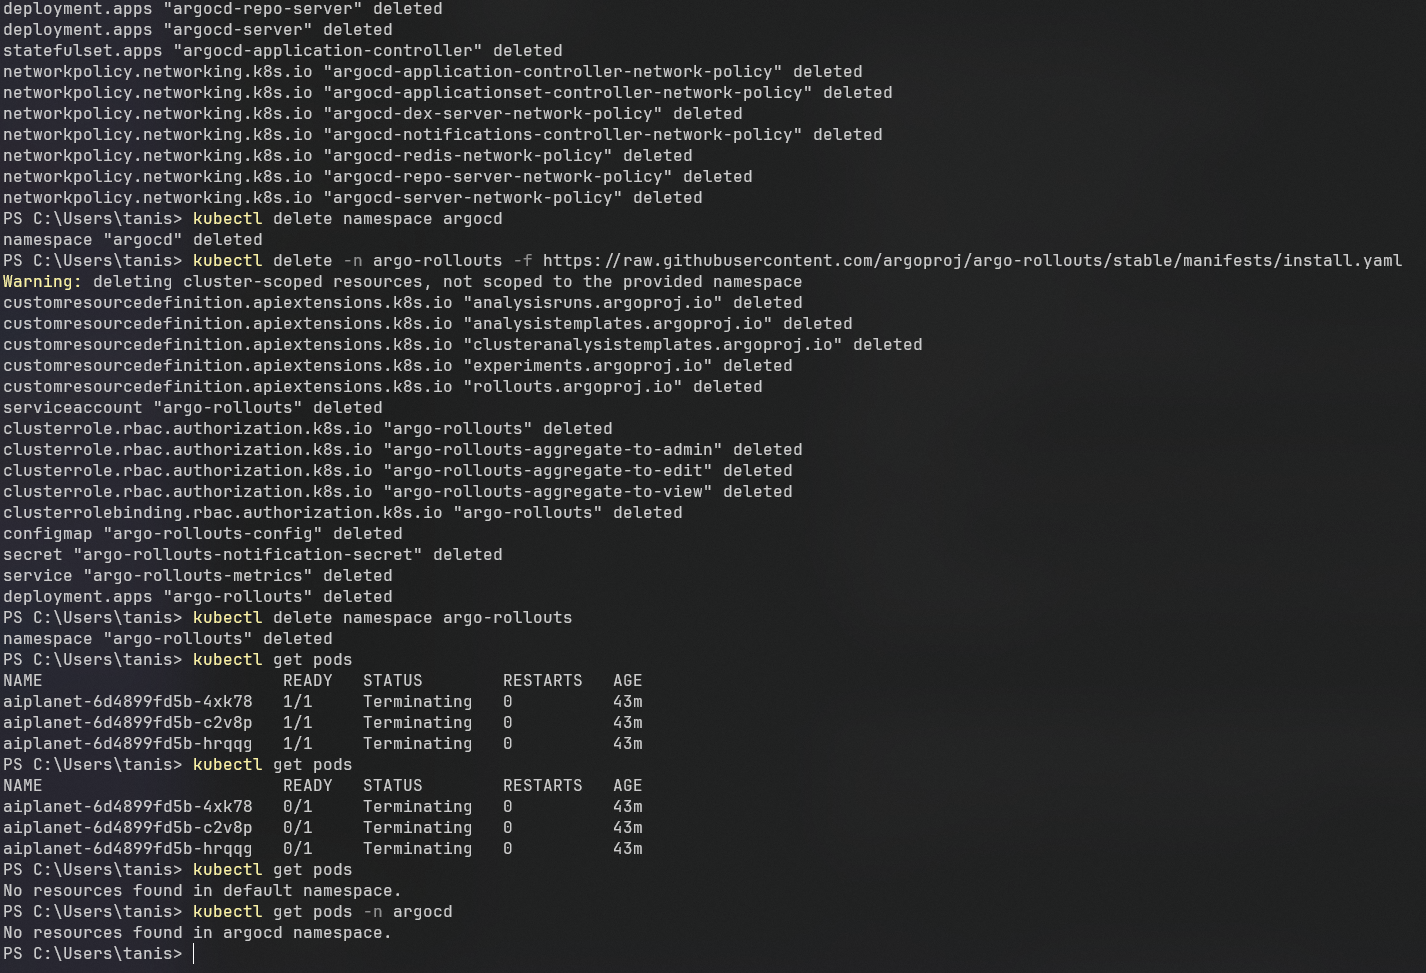 deployment.apps "argocd-repo-server" deleted
deployment.apps "argocd-server" deleted
statefulset.apps "argocd-application-controller" deleted
networkpolicy.networking.k8s.io "argocd-application-controller-network-policy" deleted
networkpolicy.networking.k8s.io "argocd-applicationset-controller-network-policy" deleted
networkpolicy.networking.k8s.io "argocd-dex-server-network-policy" deleted
networkpolicy.networking.k8s.io "argocd-notifications-controller-network-policy" deleted
networkpolicy.networking.k8s.io "argocd-redis-network-policy" deleted
networkpolicy.networking.k8s.io "argocd-repo-server-network-policy" deleted
networkpolicy.networking.k8s.io "argocd-server-network-policy" deleted
PS C:\Users\tanis> kubectl delete namespace argocd
namespace "argocd" deleted
PS C:\Users\tanis> kubectl delete -n argo-rollouts -f https://raw.githubusercontent.com/argoproj/argo-rollouts/stable/manifests/install.yaml
Warning: deleting cluster-scoped resources, not scoped to the provided namespace
customresourcedefinition.apiextensions.k8s.io "analysisruns.argoproj.io" deleted
customresourcedefinition.apiextensions.k8s.io "analysistemplates.argoproj.io" deleted
customresourcedefinition.apiextensions.k8s.io "clusteranalysistemplates.argoproj.io" deleted
customresourcedefinition.apiextensions.k8s.io "experiments.argoproj.io" deleted
customresourcedefinition.apiextensions.k8s.io "rollouts.argoproj.io" deleted
serviceaccount "argo-rollouts" deleted
clusterrole.rbac.authorization.k8s.io "argo-rollouts" deleted
clusterrole.rbac.authorization.k8s.io "argo-rollouts-aggregate-to-admin" deleted
clusterrole.rbac.authorization.k8s.io "argo-rollouts-aggregate-to-edit" deleted
clusterrole.rbac.authorization.k8s.io "argo-rollouts-aggregate-to-view" deleted
clusterrolebinding.rbac.authorization.k8s.io "argo-rollouts" deleted
configmap "argo-rollouts-config" deleted
secret "argo-rollouts-notification-secret" deleted
service "argo-rollouts-metrics" deleted
deployment.apps "argo-rollouts" deleted
PS C:\Users\tanis> kubectl delete namespace argo-rollouts
namespace "argo-rollouts" deleted
PS C:\Users\tanis> kubectl get pods
NAME                        READY   STATUS        RESTARTS   AGE
aiplanet-6d4899fd5b-4xk78   1/1     Terminating   0          43m
aiplanet-6d4899fd5b-c2v8p   1/1     Terminating   0          43m
aiplanet-6d4899fd5b-hrqqg   1/1     Terminating   0          43m
PS C:\Users\tanis> kubectl get pods
NAME                        READY   STATUS        RESTARTS   AGE
aiplanet-6d4899fd5b-4xk78   0/1     Terminating   0          43m
aiplanet-6d4899fd5b-c2v8p   0/1     Terminating   0          43m
aiplanet-6d4899fd5b-hrqqg   0/1     Terminating   0          43m
PS C:\Users\tanis> kubectl get pods
No resources found in default namespace.
PS C:\Users\tanis> kubectl get pods -n argocd
No resources found in argocd namespace.
PS C:\Users\tanis>